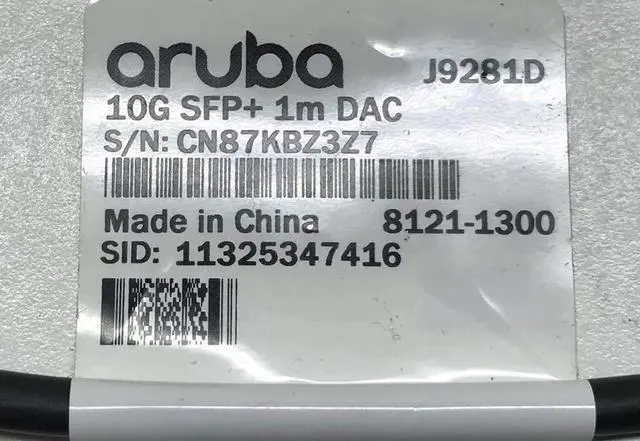 aruba J9281D
10G SFP+ 1m DAC
S/N: CN87KBZ3Z7
Made in China 8121-1300
SID: 11325347416